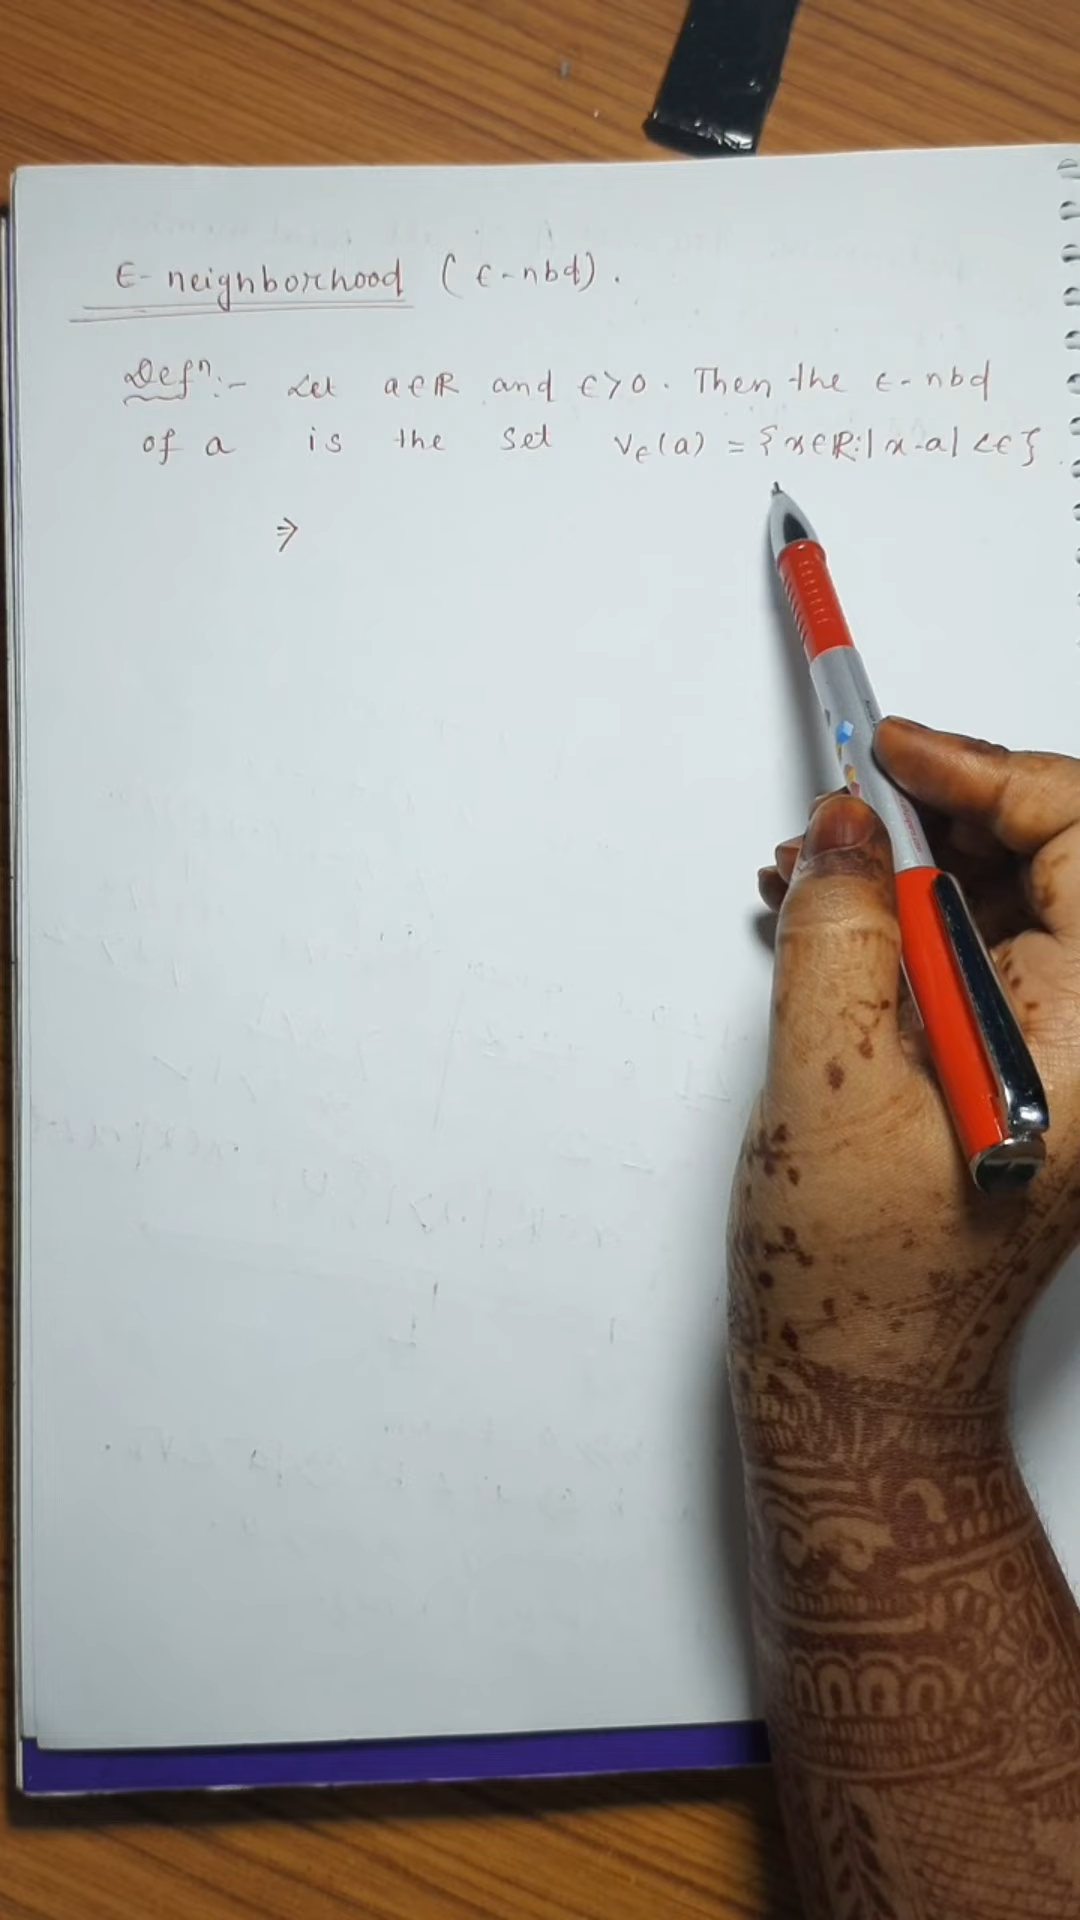 ϵ- neighborhood (ϵ-nbd).
Defⁿ:- Let a∈ℝ and ϵ>0. Then the ϵ-nbd
of a is the set Vϵ(a) = {x∈ℝ:|x-a|<ϵ}
⇒